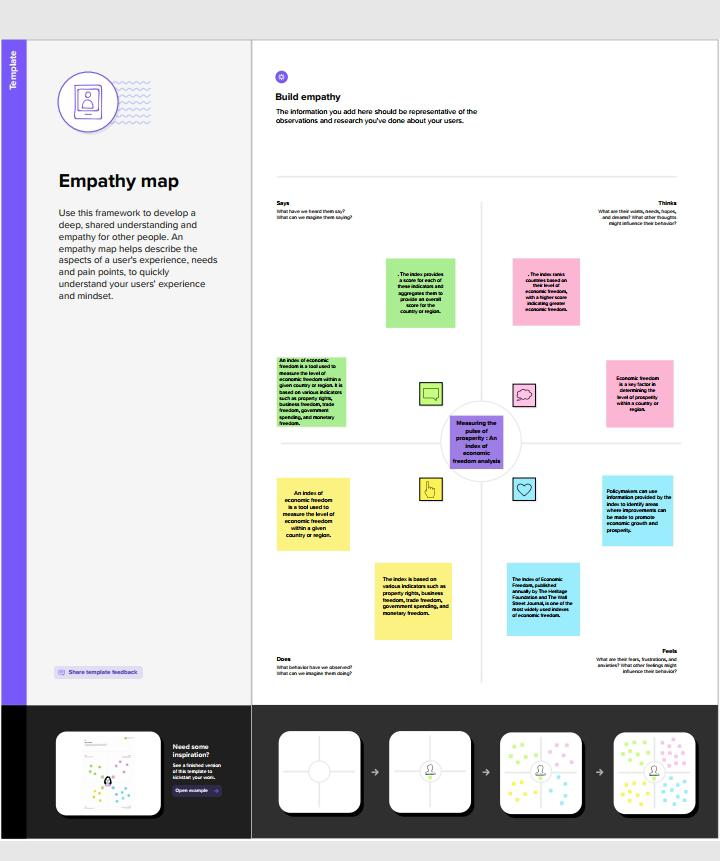 Template
Empathy map
Use this framework to develop a
deep, shared understanding and
empathy for other people. An
empathy map helps describe the
aspects of a user's experience, needs
and pain points, to quickly
understand your users' experience
and mindset.
Share template feedback
Build empathy
The information you add here should be representative of the
observations and research you've done about your users.
Says
What have we heard them say?
What can we imagine them saying?
Thinks
What are their wants, needs, hopes,
and dreams? What other thoughts
might influence their behavior?
. The index provides
a score for each of
these indicators and
aggregates them to
provide an overall
score for the
country or region.
. The index ranks
countries based on
their level of
economic freedom,
with a higher score
indicating greater
economic freedom.
An index of economic
freedom is a tool used to
measure the level of
economic freedom within a
given country or region. It is
based on various indicators
such as property rights,
business freedom, trade
freedom, government
spending, and monetary
freedom.
Economic freedom
is a key factor in
determining the
level of prosperity
within a country or
region.
Measuring the
pulse of
prosperity : An
index of
economic
freedom analysis
An index of
economic freedom
is a tool used to
measure the level of
economic freedom
within a given
country or region.
Policymakers can use
information provided by the
index to identify areas
where improvements can
be made to promote
economic growth and
prosperity.
The index is based on
various indicators such as
property rights, business
freedom, trade freedom,
government spending, and
monetary freedom.
The Index of Economic
Freedom, published
annually by The Heritage
Foundation and The Wall
Street Journal, is one of the
most widely used indexes
of economic freedom.
Does
What behavior have we observed?
What can we imagine them doing?
Feels
What are their fears, frustrations, and
anxieties? What other feelings might
influence their behavior?
Need some
inspiration?
See a finished version
of this template to
kickstart your work.
Open example